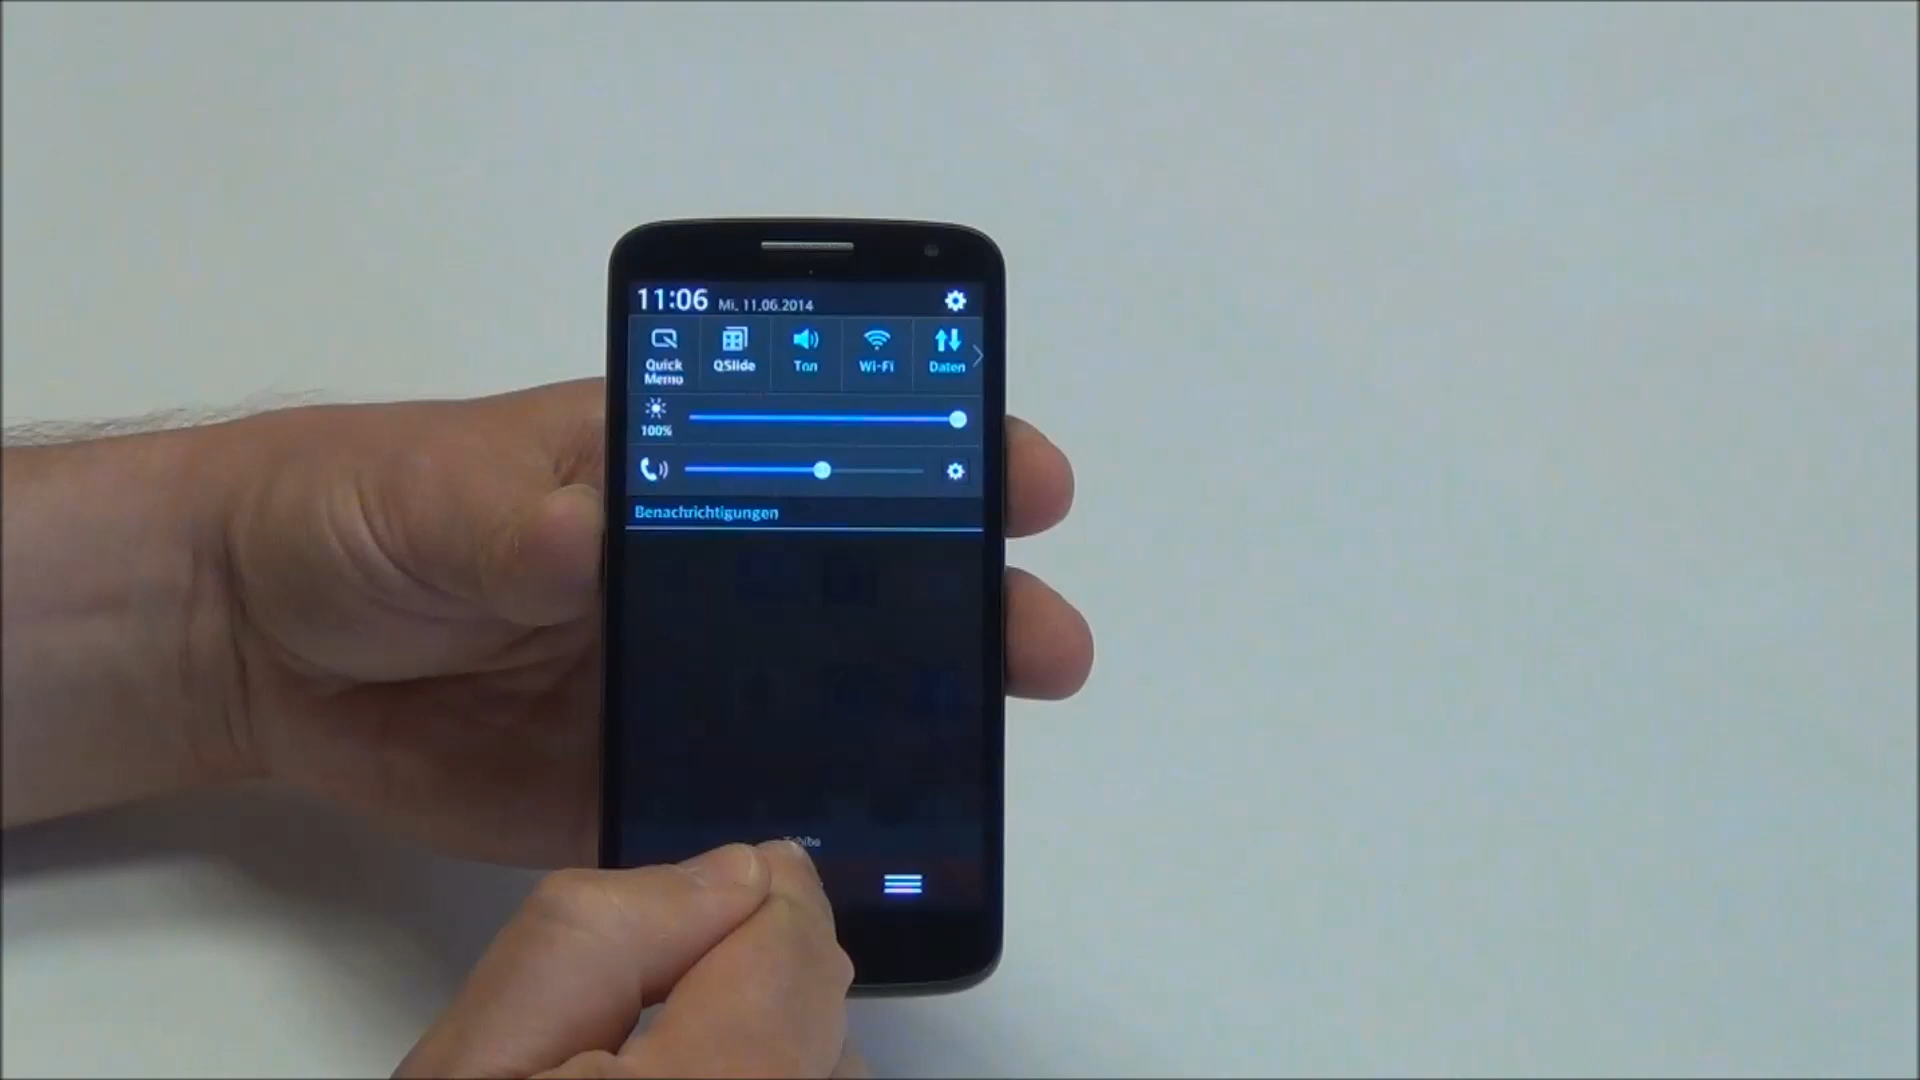 11:06 Mi. 11.06.2014
Quick
Memo
QSlide
Ton
Wi-Fi
Daten
100%
Benachrichtigungen